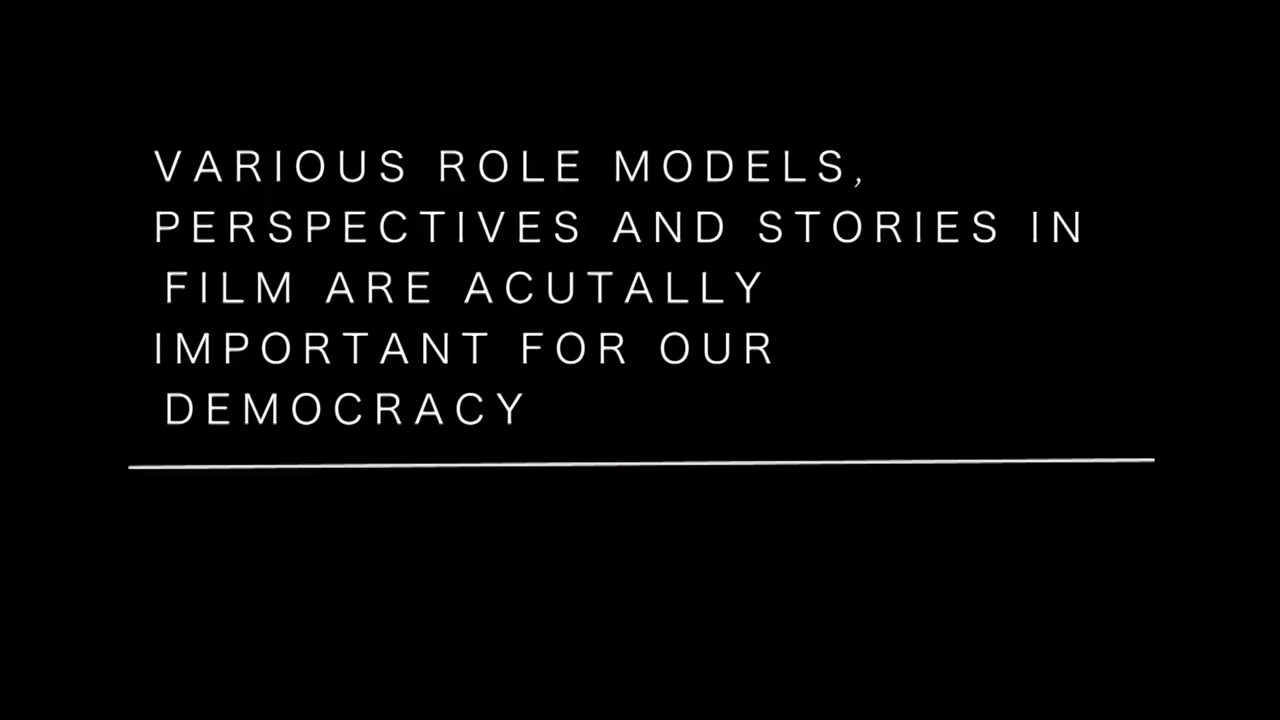 VARIOUS ROLE MODELS,
PERSPECTIVES AND STORIES IN
FILM ARE ACUTALLY
IMPORTANT FOR OUR
DEMOCRACY